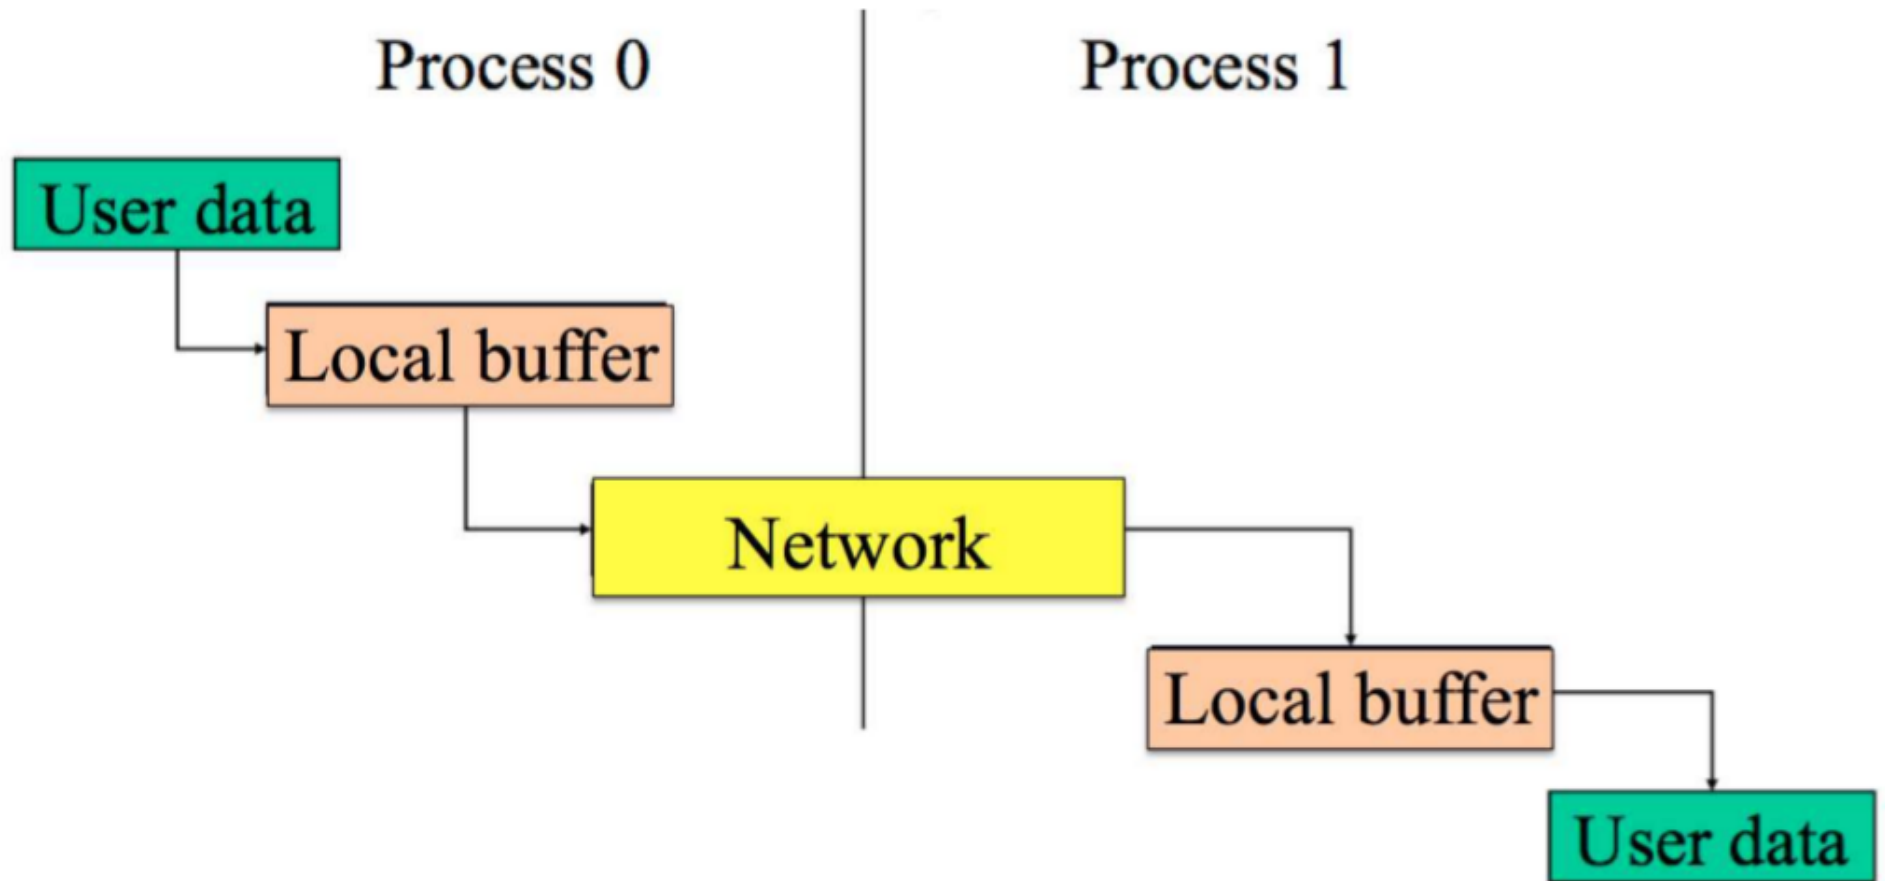 Process 0
Process 1
User data
Local buffer
Network
Local buffer
User data